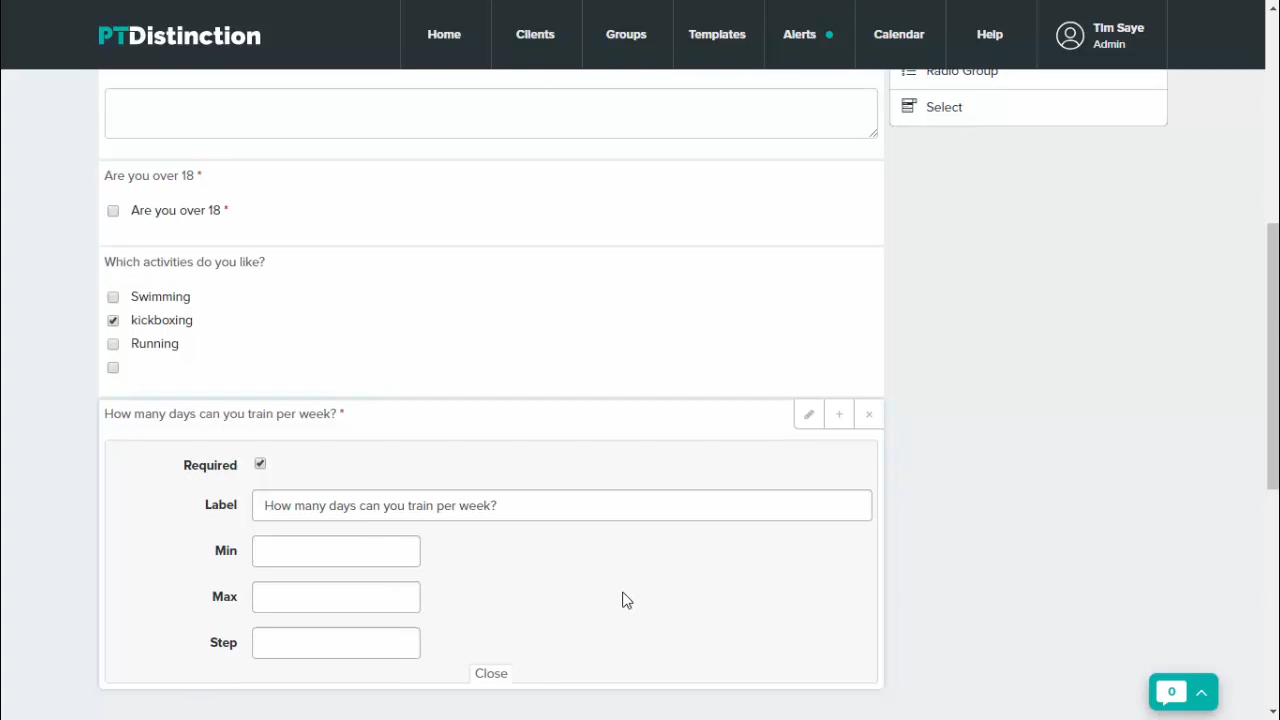 PTDistinction
Home
Clients
Groups
Templates
Alerts
Calendar
Help
Tim Saye
Admin
Radio Group
Select
Are you over 18 *
Are you over 18 *
Which activities do you like?
Swimming
kickboxing
Running
How many days can you train per week? *
Required
Label How many days can you train per week?
Min
Max
Step
Close
0